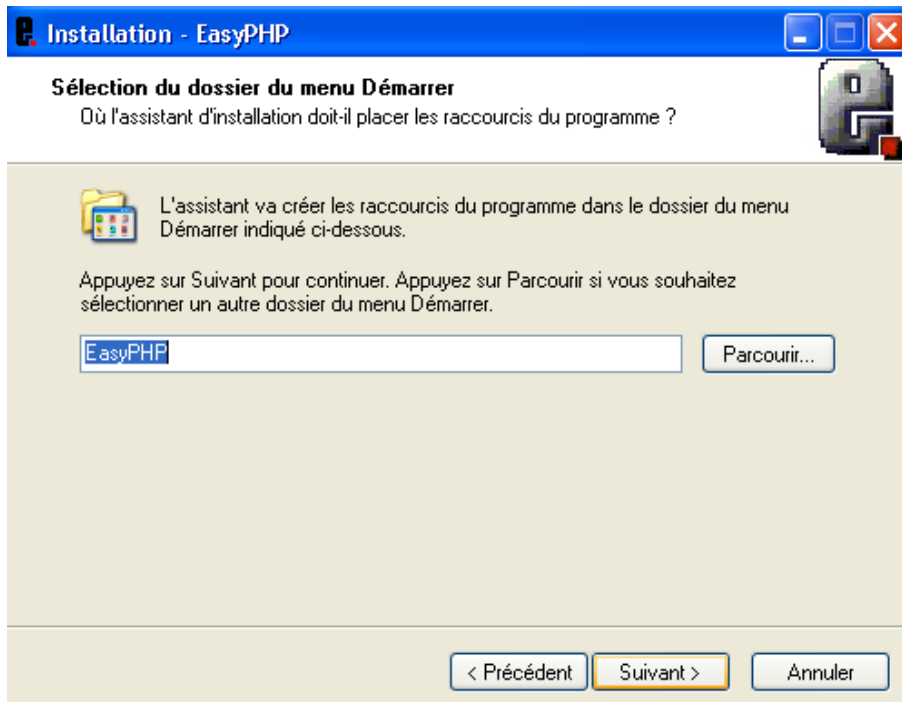 Installation - EasyPHP
Sélection du dossier du menu Démarrer
Où l'assistant d'installation doit-il placer les raccourcis du programme ?
L'assistant va créer les raccourcis du programme dans le dossier du menu
Démarrer indiqué ci-dessous.
Appuyez sur Suivant pour continuer. Appuyez sur Parcourir si vous souhaitez
sélectionner un autre dossier du menu Démarrer.
EasyPHP
Parcourir...
< Précédent
Suivant >
Annuler